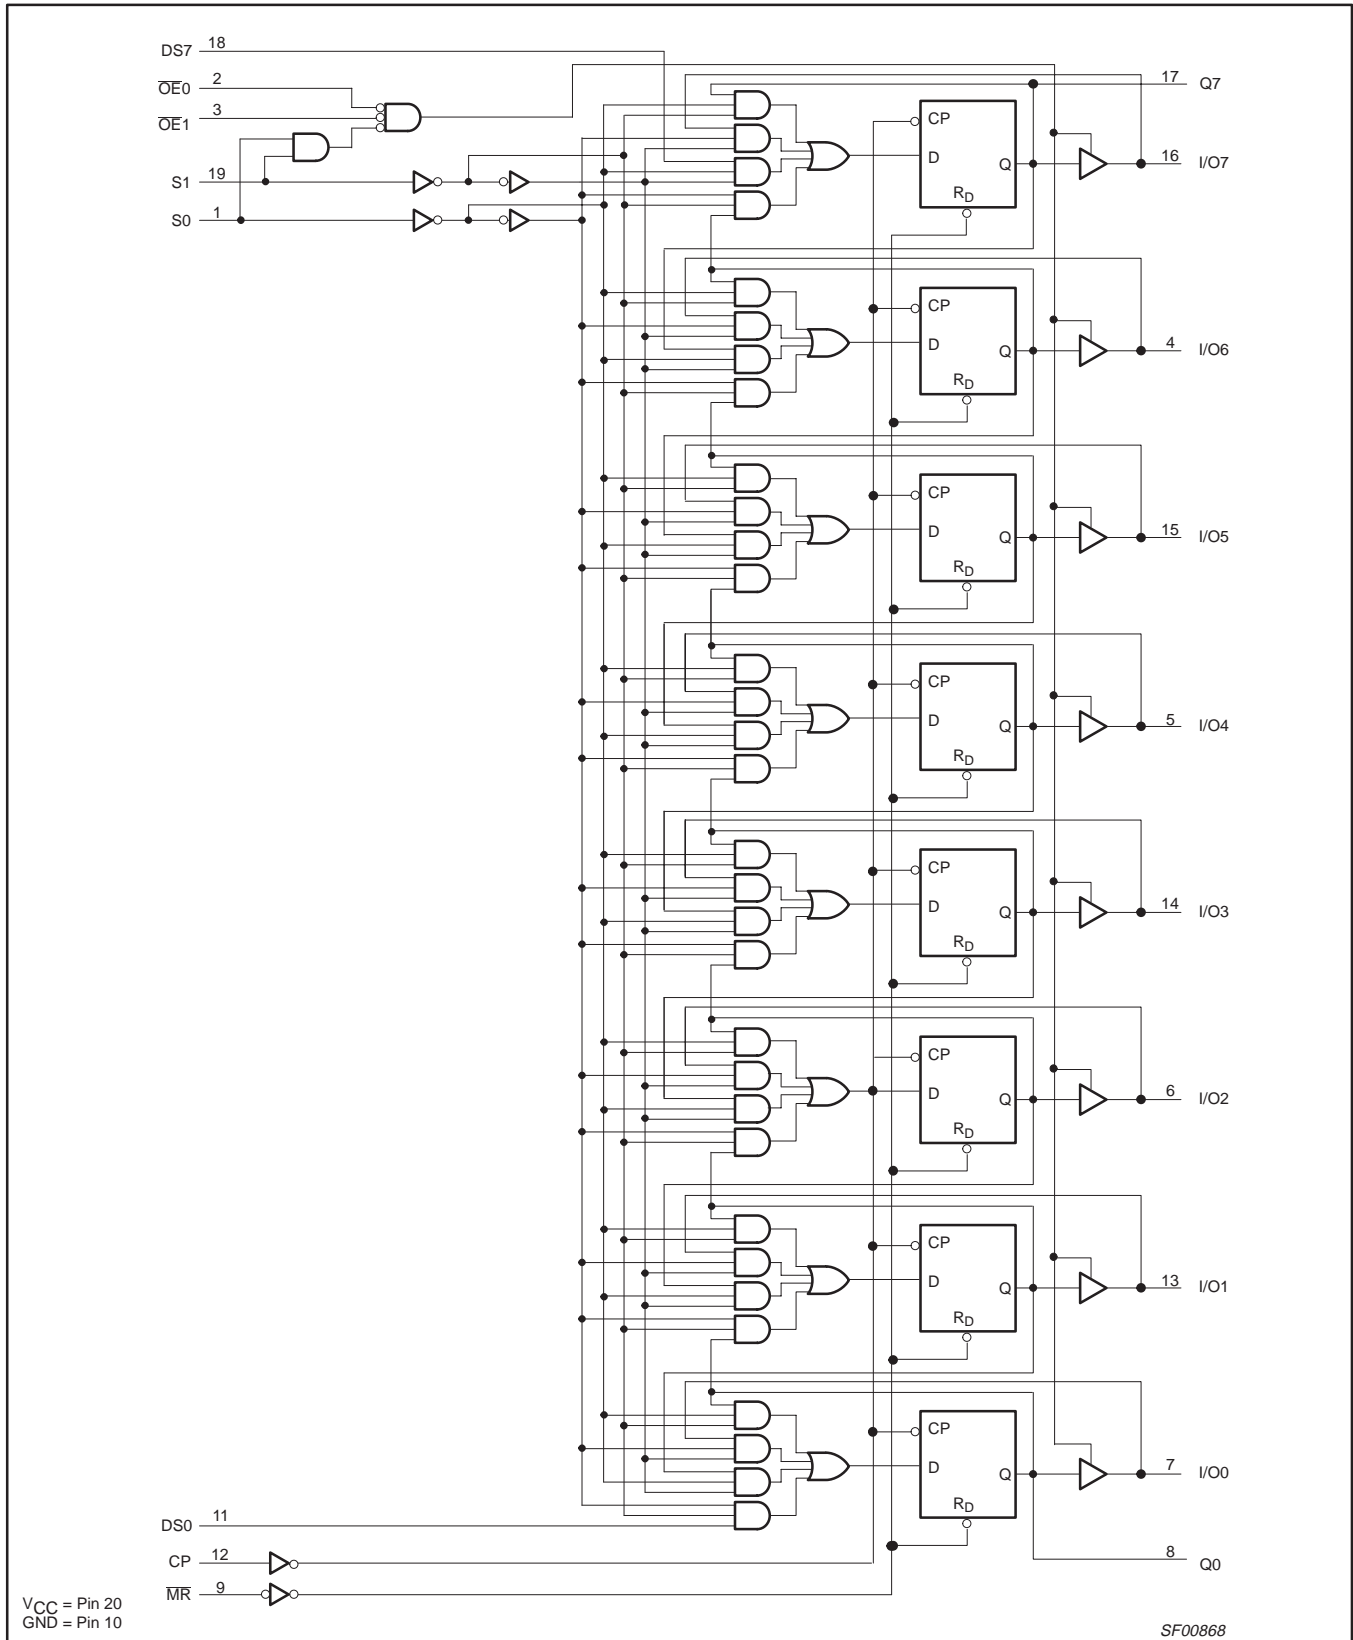 DS7 18
OE0 2
OE1 3
S1 19
S0 1
17 Q7
CP
D
Q
RD
16 I/O7
CP
D
Q
RD
4 I/O6
CP
D
Q
RD
15 I/O5
CP
D
Q
RD
5 I/O4
CP
D
Q
RD
14 I/O3
CP
D
Q
RD
6 I/O2
CP
D
Q
RD
13 I/O1
CP
D
Q
RD
7 I/O0
DS0 11
CP 12
MR 9
8 Q0
VCC = Pin 20
GND = Pin 10
SF00868